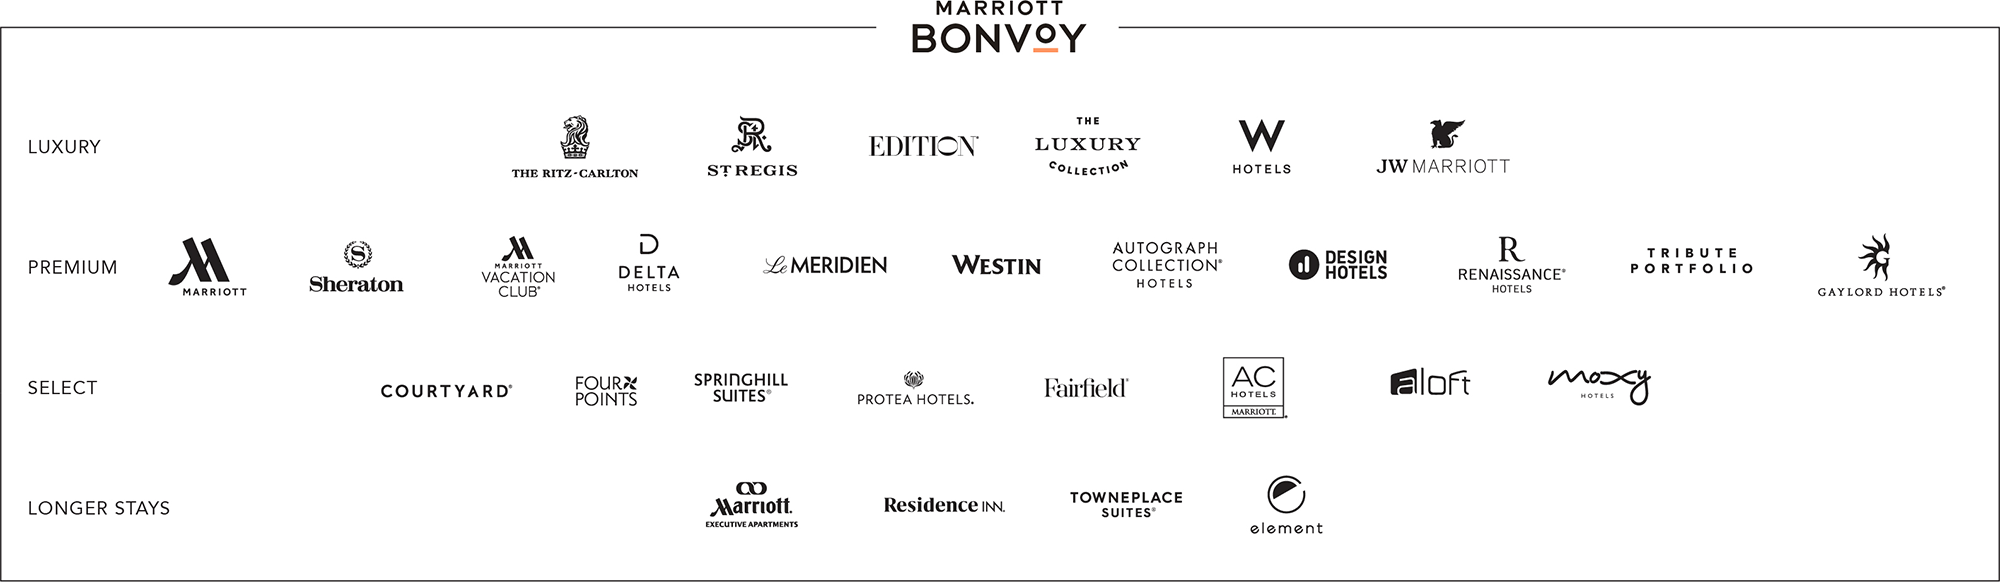 MARRIOTT
BONVOY
LUXURY
THE RITZ-CARLTON
ST REGIS
EDITION®
THE
LUXURY
COLLECTION
W
HOTELS
JW MARRIOTT
PREMIUM
MARRIOTT
S
Sheraton
MARRIOTT
VACATION
CLUB®
D
DELTA
HOTELS
Le MERIDIEN
WESTIN
AUTOGRAPH
COLLECTION®
HOTELS
DESIGN
HOTELS
R
RENAISSANCE®
HOTELS
TRIBUTE
PORTFOLIO
G
GAYLORD HOTELS®
SELECT
COURTYARD®
FOUR
POINTS
SPRINGHILL
SUITES®
PROTEA HOTELS.
Fairfield®
AC
HOTELS
MARRIOTT®
aloft
moxy
HOTELS
LONGER STAYS
Marriott.
EXECUTIVE APARTMENTS
Residence INN.
TOWNEPLACE
SUITES®
element